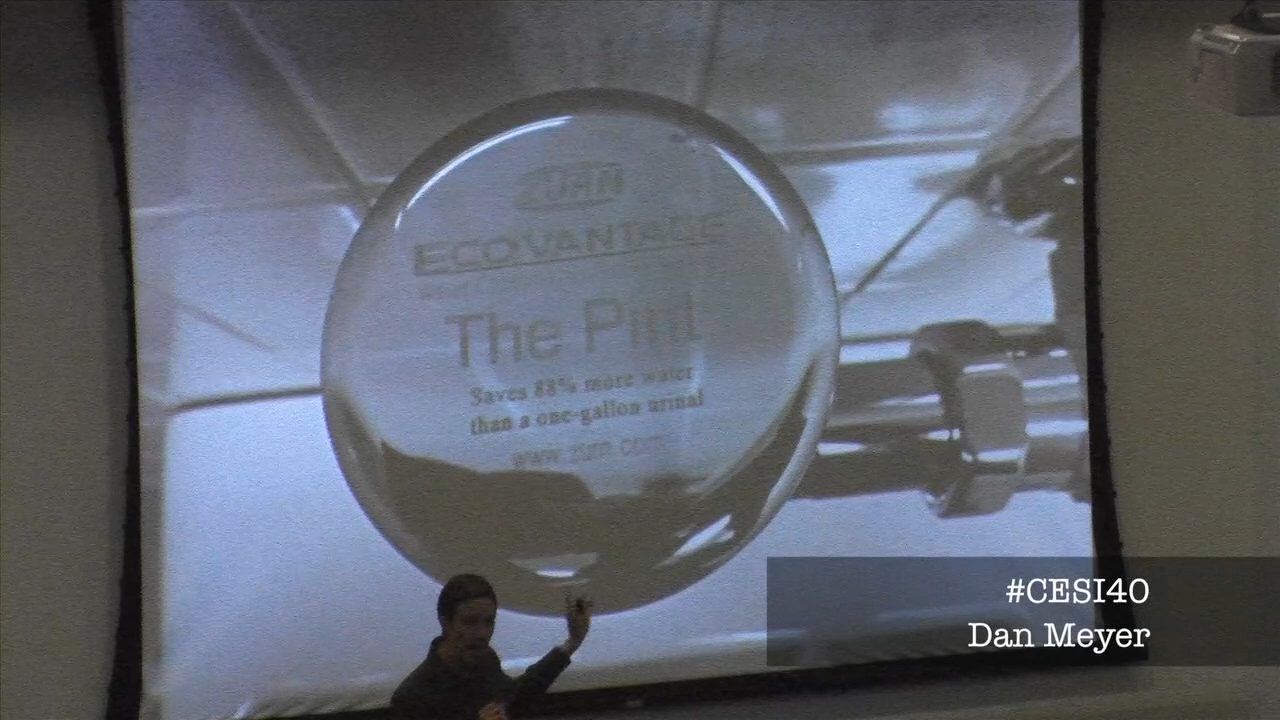 ZURN
ECOVANTAGE
The Pint
Saves 88% more water
than a one-gallon urinal
www.zurn.com
#CESI40
Dan Meyer